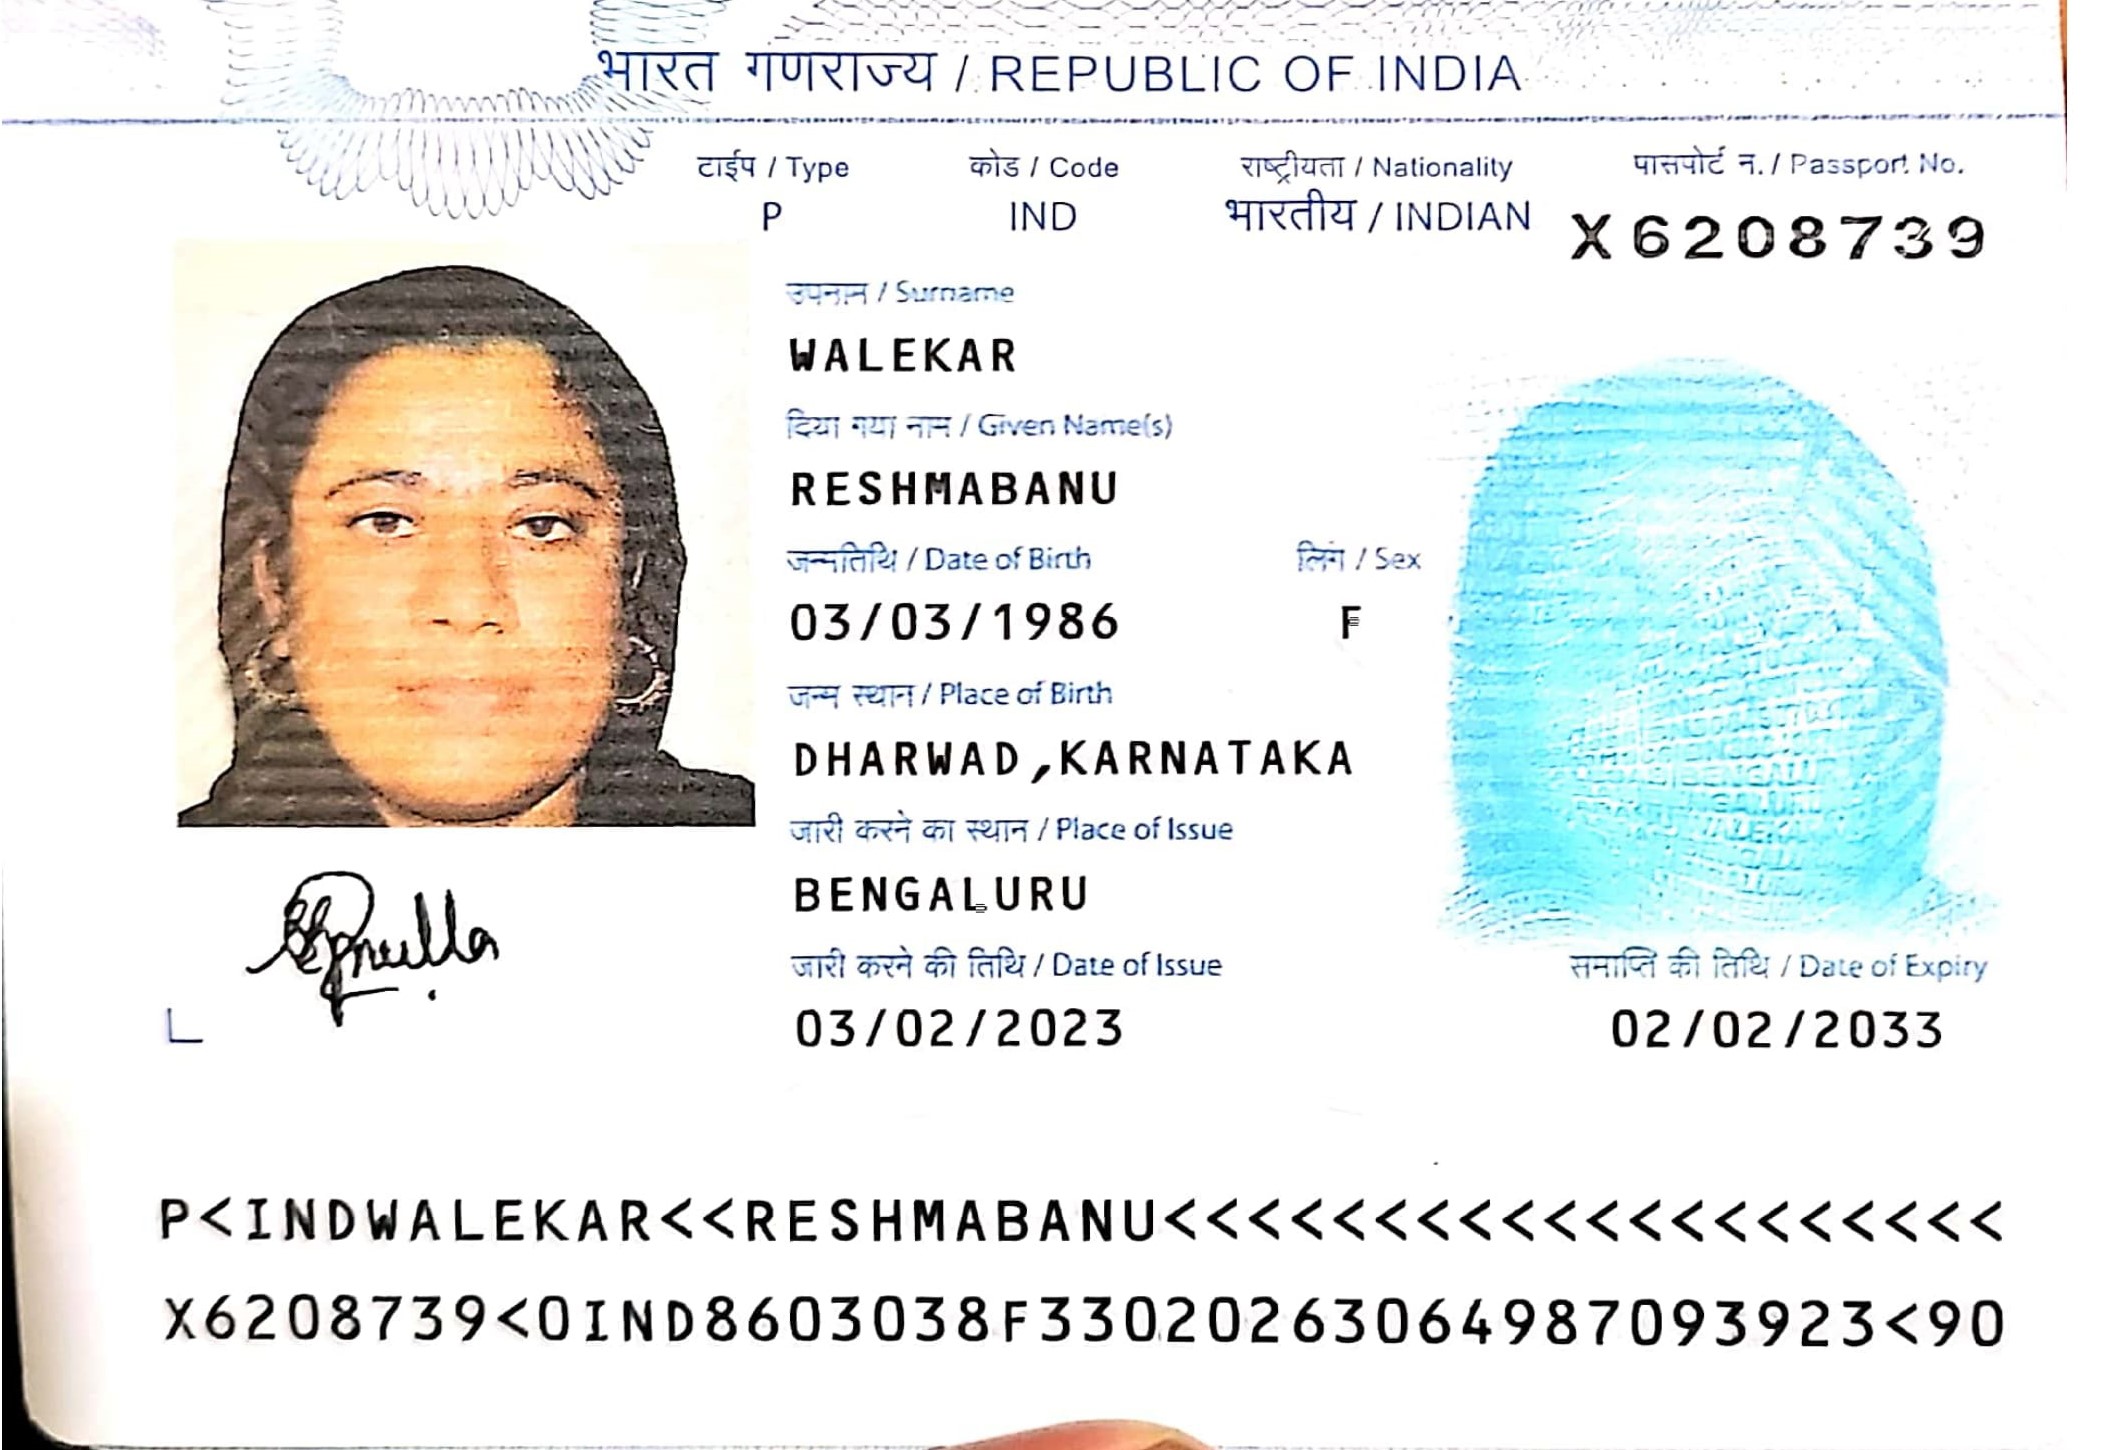 भारत गणराज्य / REPUBLIC OF INDIA
टाईप / Type
कोड / Code
राष्ट्रीयता / Nationality
पासपोर्ट न. / Passport No.
P
IND
भारतीय / INDIAN
X6208739
उपनाम / Surname
WALEKAR
दिया गया नाम / Given Name(s)
RESHMABANU
जन्मतिथि / Date of Birth
लिंग / Sex
03/03/1986
F
जन्म स्थान / Place of Birth
DHARWAD,KARNATAKA
जारी करने का स्थान / Place of Issue
BENGALURU
जारी करने की तिथि / Date of Issue
समाप्ति की तिथि / Date of Expiry
03/02/2023
02/02/2033
P<INDWALEKAR<<RESHMABANU<<<<<<<<<<<<<<<<<<<<
X6208739<0IND8603038F3302026306498709​3923<90